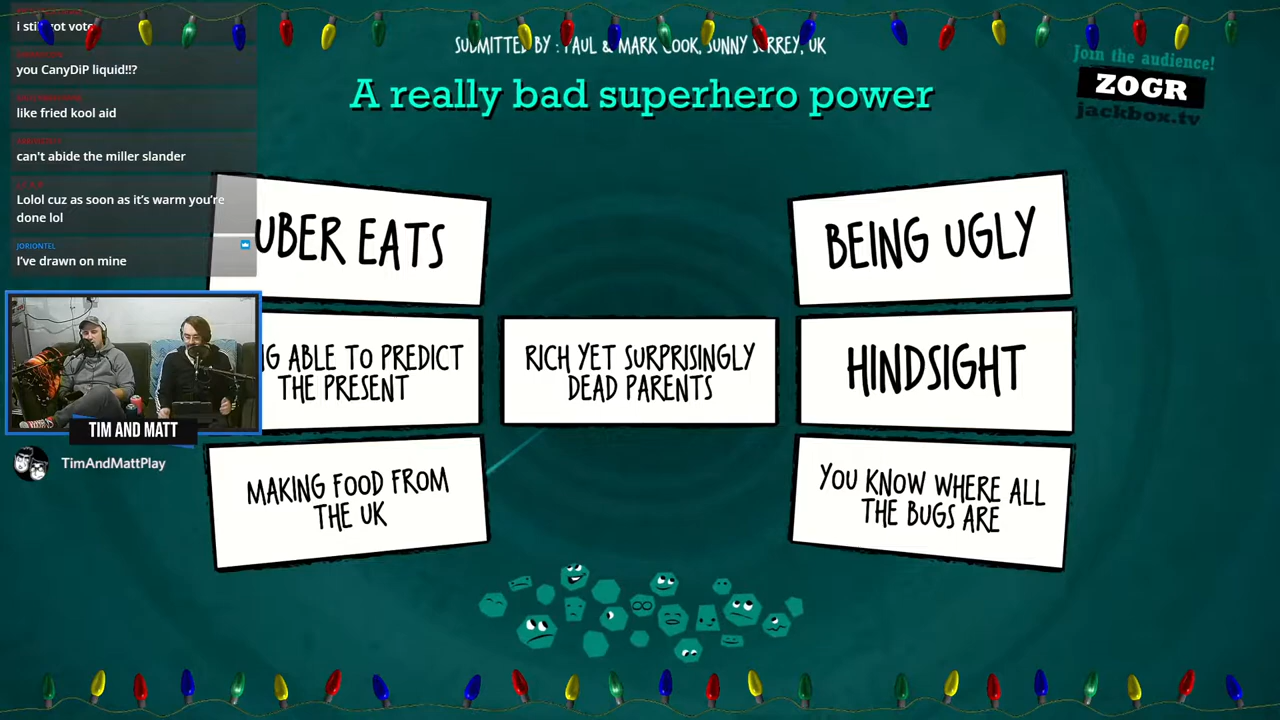 i still got vote
you CanyDiP liquid!!?
like fried kool aid
can't abide the miller slander
Lolol cuz as soon as it's warm you're
done lol
JORIONTEL
I've drawn on mine
TIM AND MATT
TimAndMattPlay
SUBMITTED BY : PAUL & MARK COOK, SUNNY SURREY, UK
A really bad superhero power
Join the audience!
ZOGR
jackbox.tv
UBER EATS
ABLE TO PREDICT
THE PRESENT
MAKING FOOD FROM
THE UK
RICH YET SURPRISINGLY
DEAD PARENTS
BEING UGLY
HINDSIGHT
YOU KNOW WHERE ALL
THE BUGS ARE